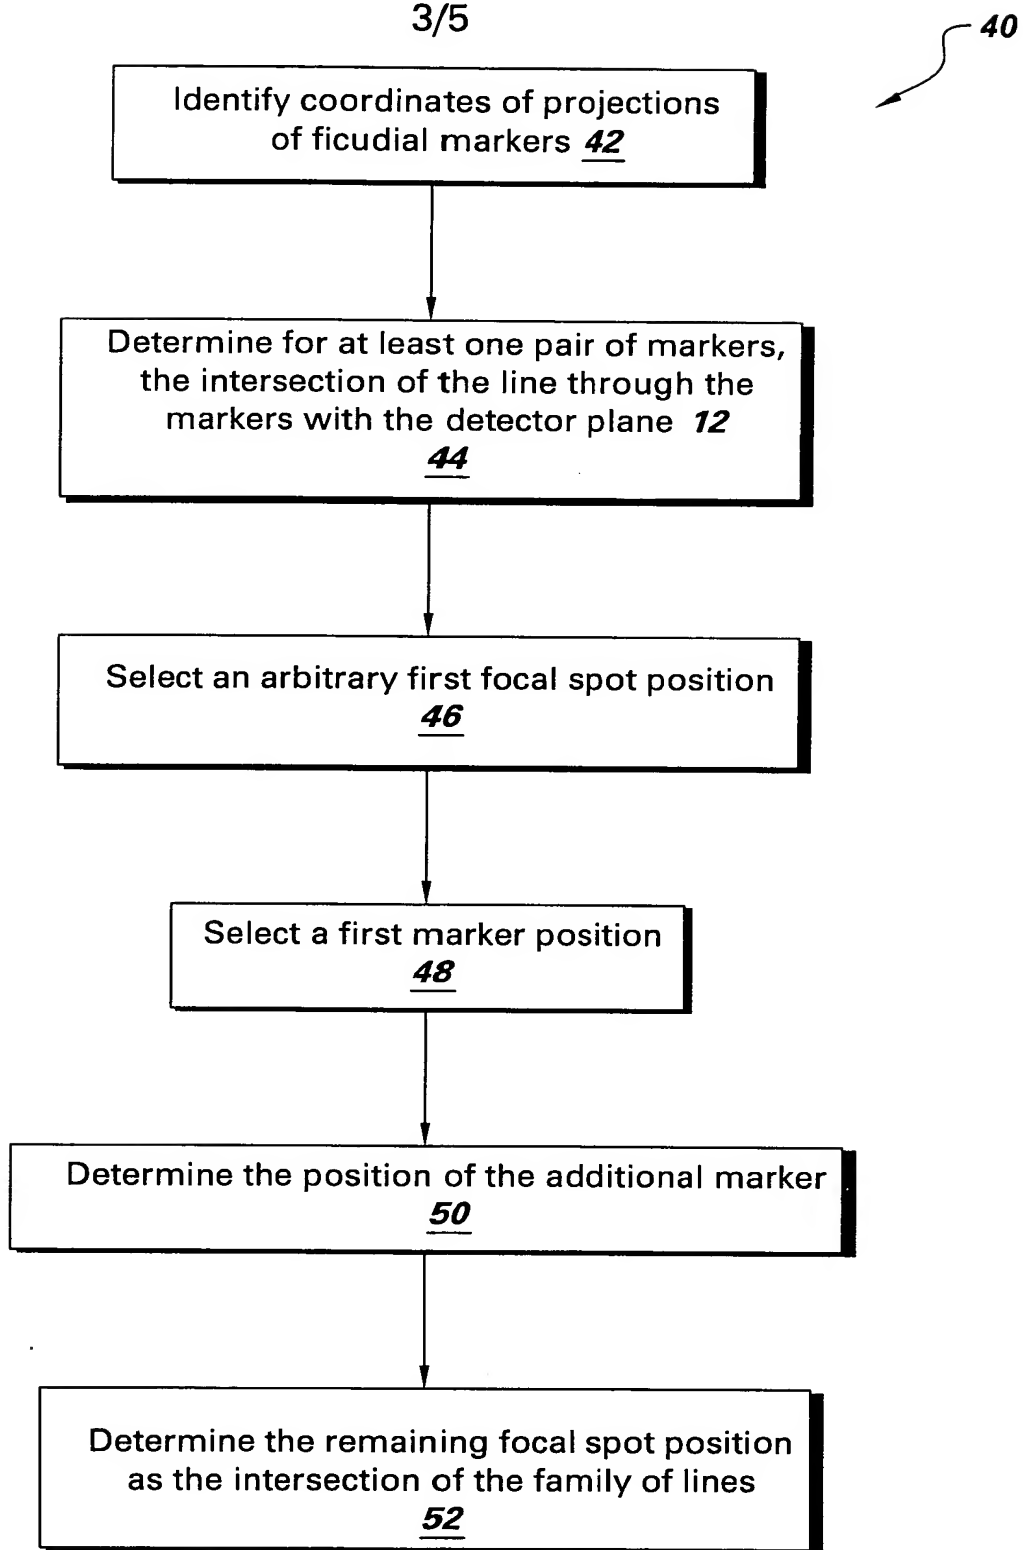 3/5
40
Identify coordinates of projections
of ficudial markers 42
Determine for at least one pair of markers,
the intersection of the line through the
markers with the detector plane 12
44
Select an arbitrary first focal spot position
46
Select a first marker position
48
Determine the position of the additional marker
50
Determine the remaining focal spot position
as the intersection of the family of lines
52